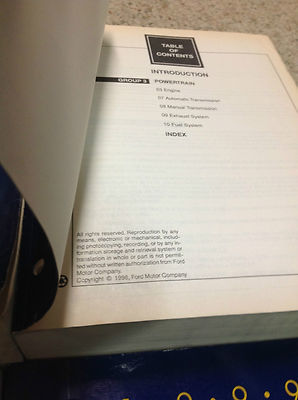 TABLE
OF
CONTENTS
INTRODUCTION
GROUP 3 POWERTRAIN
03 Engine
07 Automatic Transmission
08 Manual Transmission
09 Exhaust System
10 Fuel System
INDEX
All rights reserved. Reproduction by any
means, electronic or mechanical, includ-
ing photocopying, recording, or by any in-
formation storage and retrieval system or
translation in whole or part is not permit-
ted without written authorization from Ford
Motor Company.
Copyright © 1998, Ford Motor Company